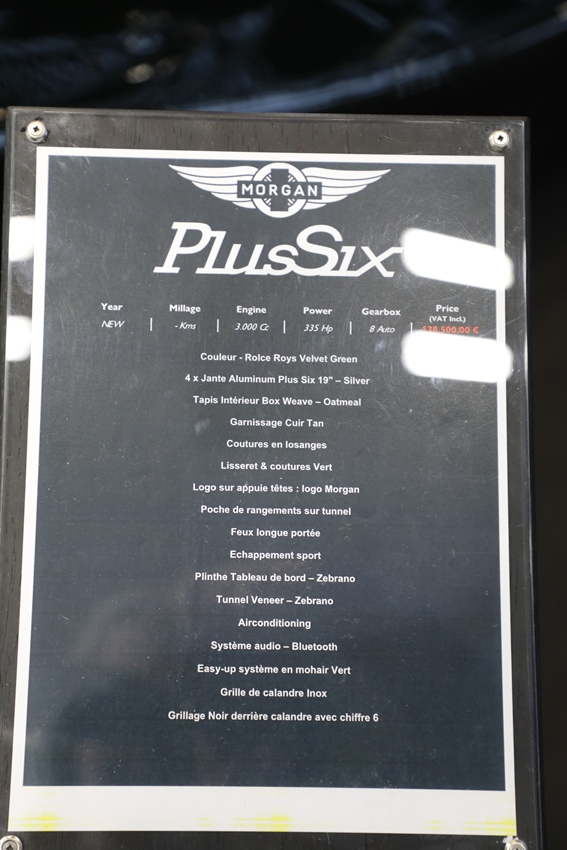 MORGAN
PlusSix
Year Millage Engine Power Gearbox Price
(VAT Incl.)
NEW | - Kms | 3.000 Cc | 335 Hp | 8 Auto | 138.500,00 €
Couleur - Rolce Roys Velvet Green
4 x Jante Aluminum Plus Six 19" – Silver
Tapis Intérieur Box Weave – Oatmeal
Garnissage Cuir Tan
Coutures en losanges
Lisseret & coutures Vert
Logo sur appuie têtes : logo Morgan
Poche de rangements sur tunnel
Feux longue portée
Echappement sport
Plinthe Tableau de bord – Zebrano
Tunnel Veneer – Zebrano
Airconditioning
Système audio – Bluetooth
Easy-up système en mohair Vert
Grille de calandre Inox
Grillage Noir derrière calandre avec chiffre 6